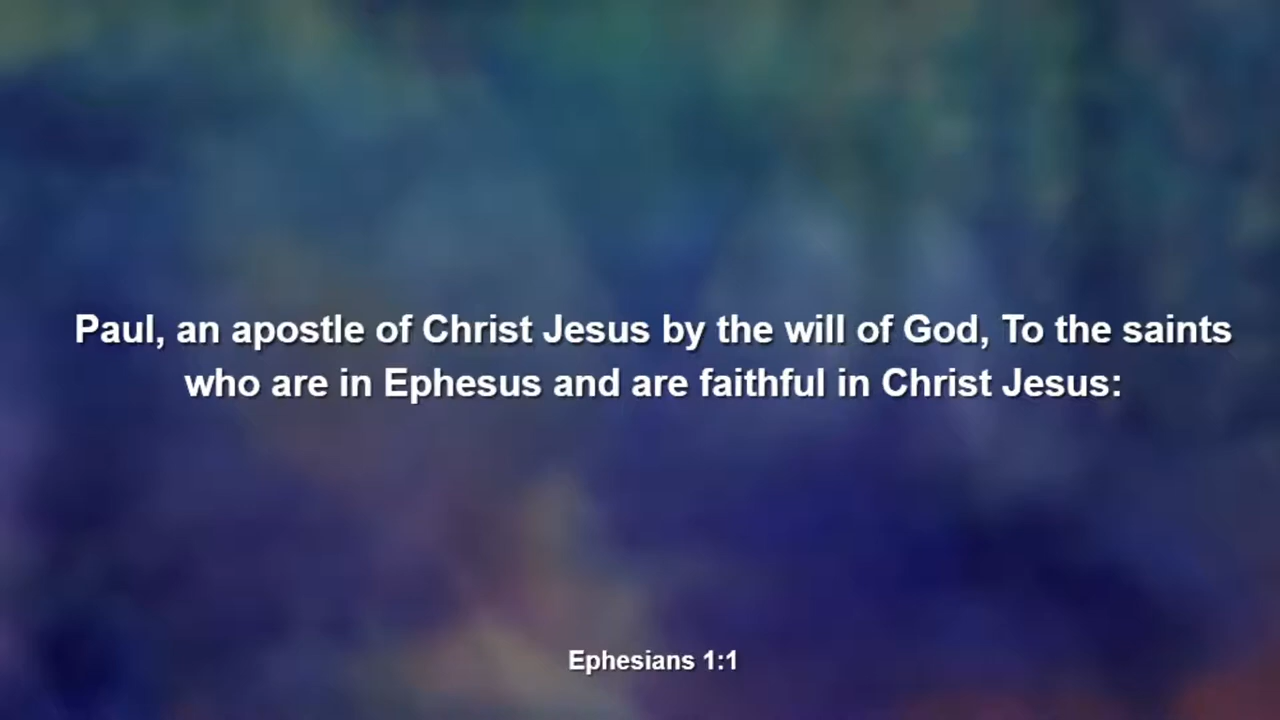 Paul, an apostle of Christ Jesus by the will of God, To the saints
who are in Ephesus and are faithful in Christ Jesus:
Ephesians 1:1